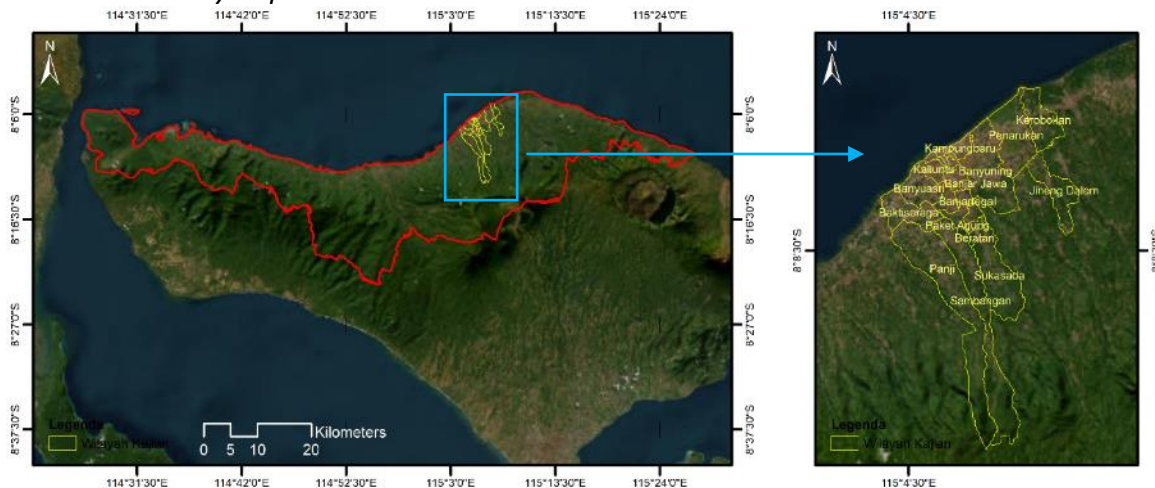 114°31'30"E 114°42'0"E 114°52'30"E 115°3'0"E 115°13'30"E 115°24'0"E
N
8°6'0"S
8°16'30"S
8°27'0"S
8°37'30"S
8°6'0"S
8°16'30"S
8°27'0"S
8°37'30"S
Legenda
Wilayah Kajian
Kilometers
0 5 10 20
114°31'30"E 114°42'0"E 114°52'30"E 115°3'0"E 115°13'30"E 115°24'0"E
115°4'30"E
N
Kerobokan
Penarukan
Kampungbaru
Kaliuntu Banyuning
Banjar Jawa
Banyuasri
Jineng Dalem
Banjartegal
Baktiseraga
Paket Agung
Beratan
Panji
Sukasada
Sambangan
8°8'30"S
8°8'30"S
Legenda
Wilayah Kajian
115°4'30"E